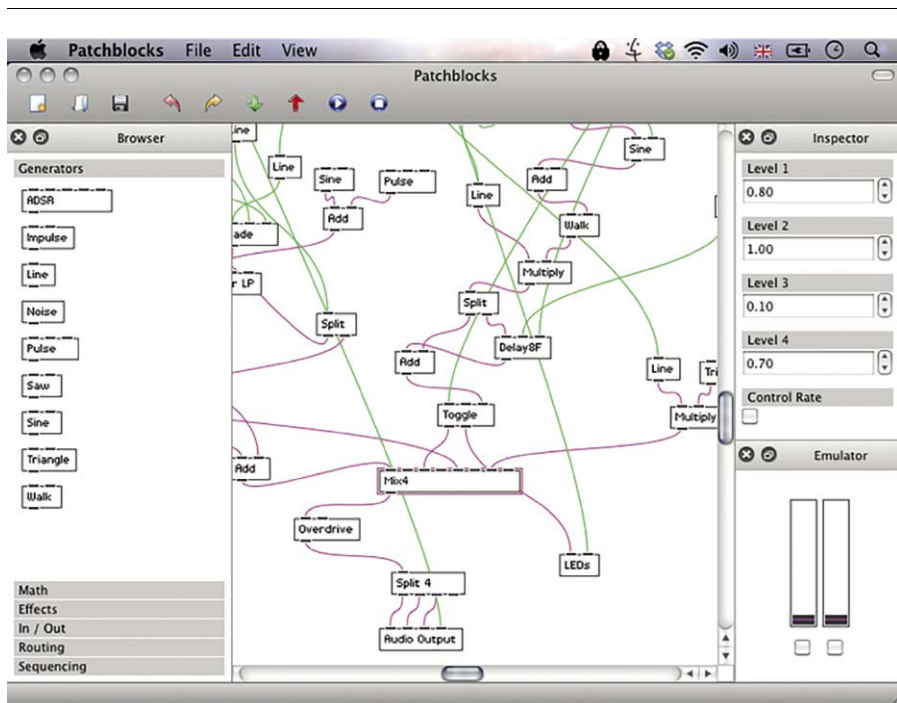 Patchblocks File Edit View
Patchblocks
Browser
Generators
ADSR
Impulse
Line
Noise
Pulse
Saw
Sine
Triangle
Walk
Math
Effects
In / Out
Routing
Sequencing
Line
Sine
Pulse
Add
Split
Add
Sine
Add
Line
Walk
Multiply
Split
Delay8F
Add
Toggle
Line
Multiply
Add
Mix4
Overdrive
LEDs
Split 4
Audio Output
Inspector
Level 1
0.80
Level 2
1.00
Level 3
0.10
Level 4
0.70
Control Rate
Emulator